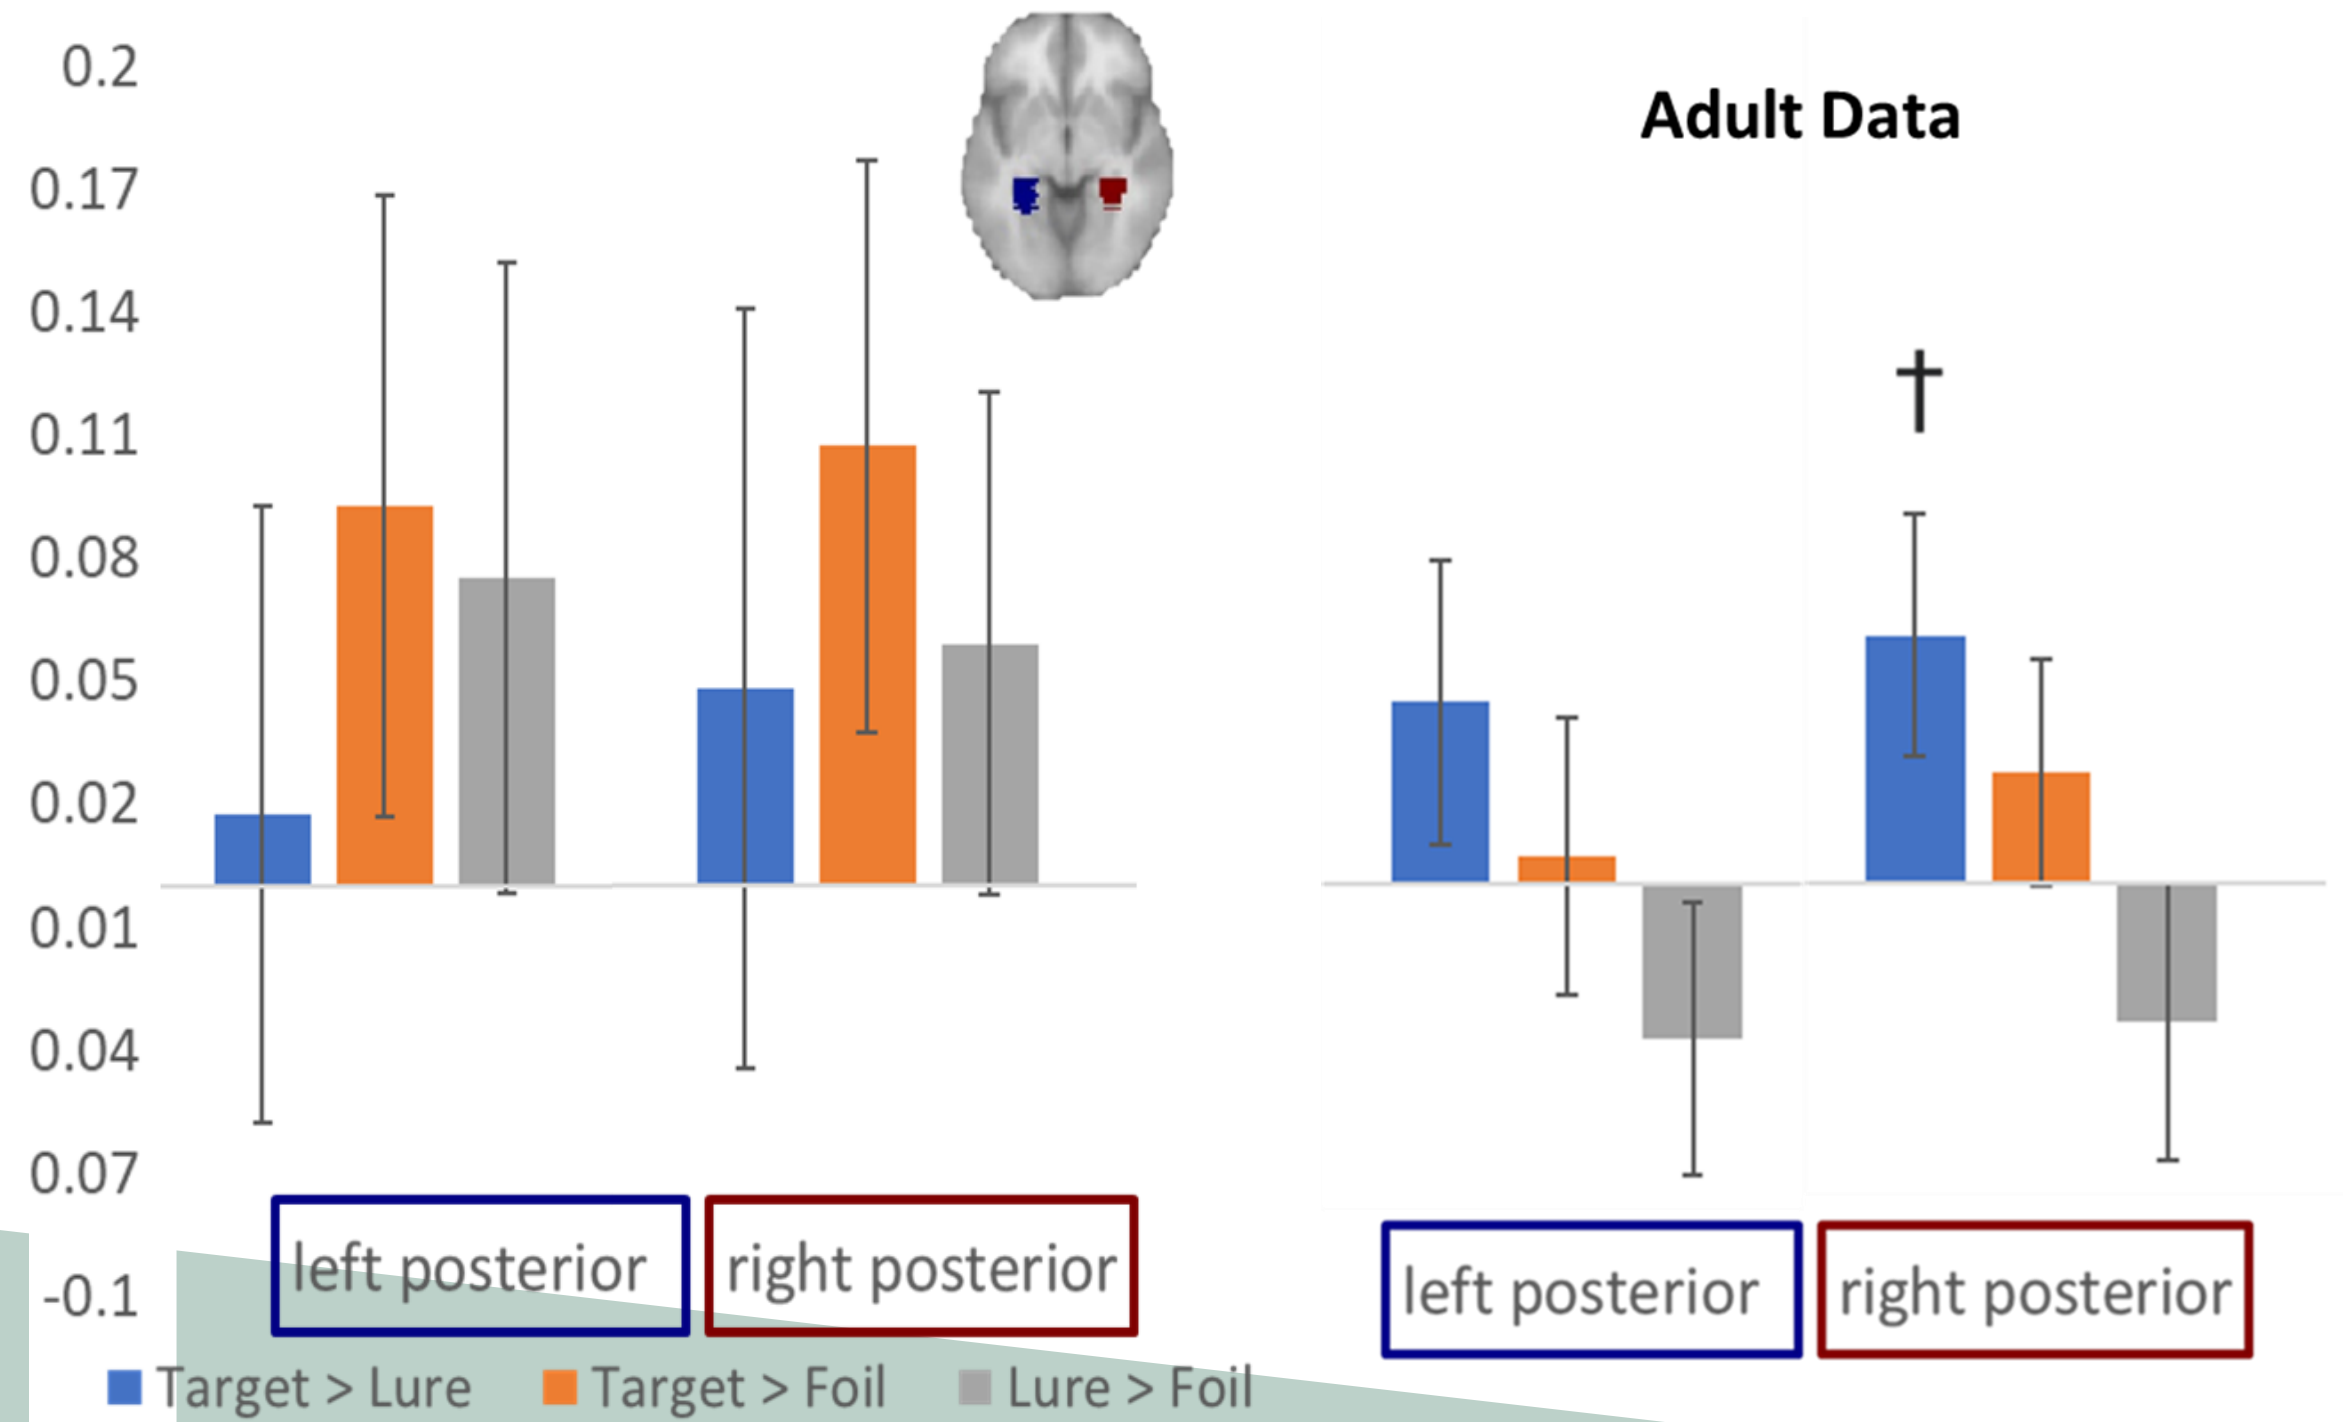 0.2
0.17
0.14
0.11
0.08
0.05
0.02
0.01
0.04
0.07
-0.1
Adult Data
†
left posterior
right posterior
left posterior
right posterior
Target > Lure
Target > Foil
Lure > Foil